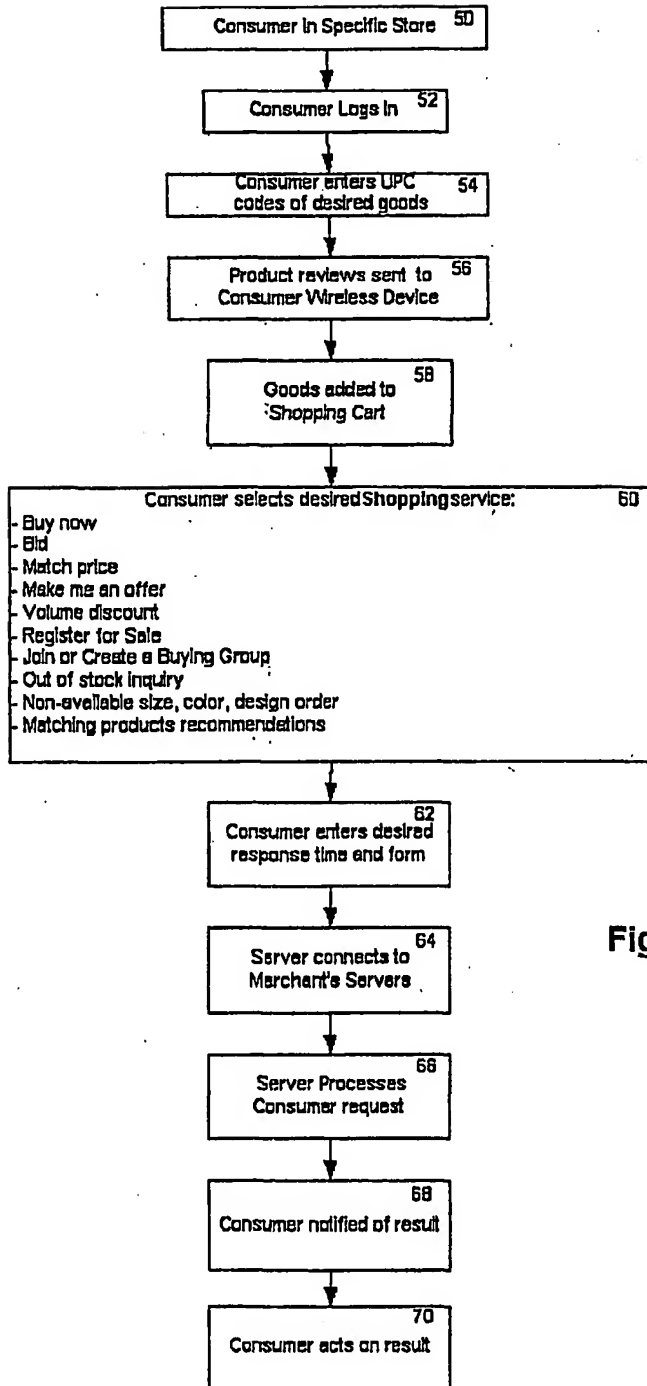 Consumer in Specific Store 50
Consumer Logs in 52
Consumer enters UPC 54
codes of desired goods
Product reviews sent to 56
Consumer Wireless Device
58
Goods added to
Shopping Cart
Consumer selects desired Shopping service: 60
- Buy now
- Bid
- Match price
- Make me an offer
- Volume discount
- Register for Sale
- Join or Create a Buying Group
- Out of stock inquiry
- Non-available size, color, design order
- Matching products recommendations
62
Consumer enters desired
response time and form
64
Server connects to
Merchant's Servers
Fig
66
Server Processes
Consumer request
68
Consumer notified of result
70
Consumer acts on result